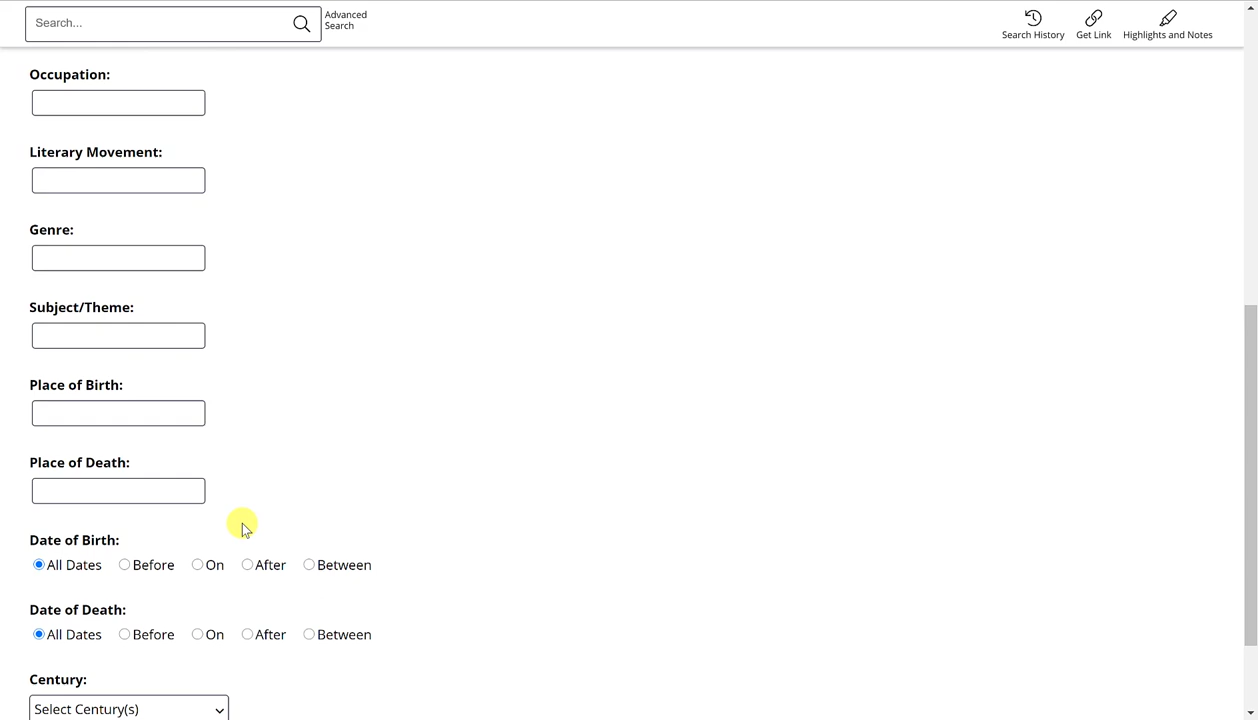 Search...
Advanced
Search
Search History
Get Link
Highlights and Notes
Occupation:
Literary Movement:
Genre:
Subject/Theme:
Place of Birth:
Place of Death:
Date of Birth:
All Dates Before On After Between
Date of Death:
All Dates Before On After Between
Century:
Select Century(s)